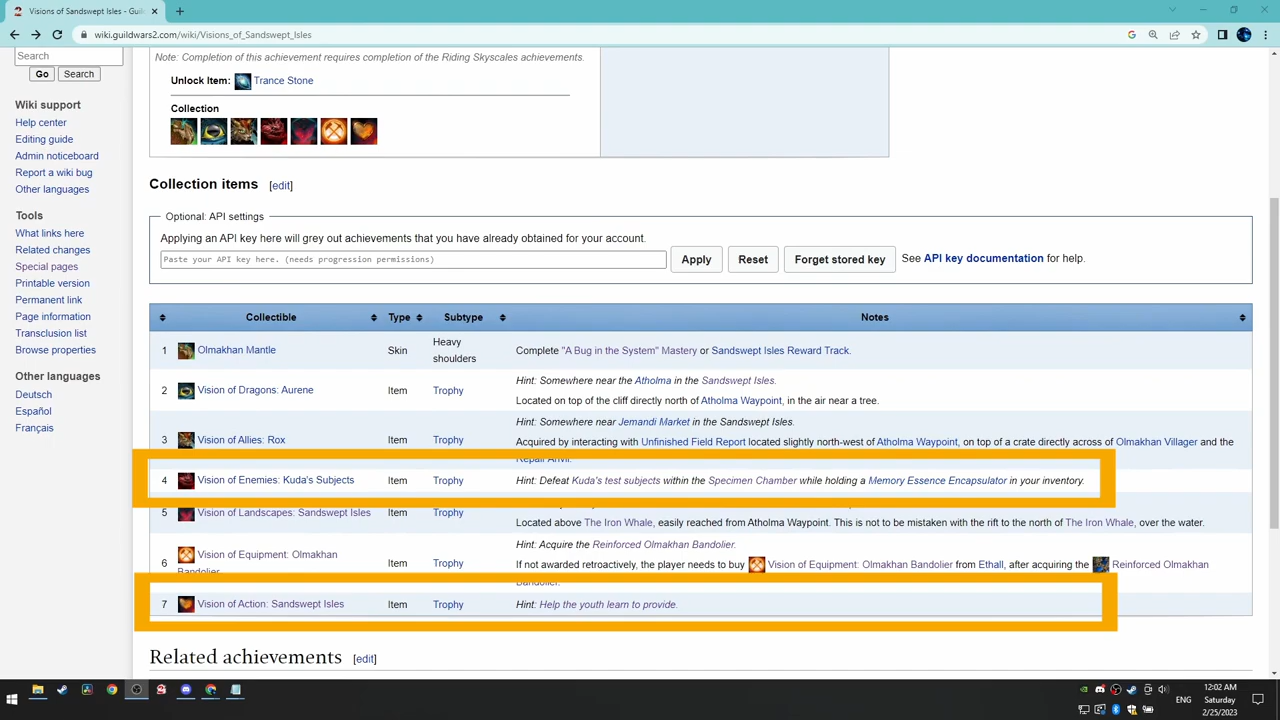 Visions of Sandswept Isles - Guil
wiki.guildwars2.com/Visions_of_Sandswept_Isles
Search
Go Search
Wiki support
Help center
Editing guide
Admin noticeboard
Report a wiki bug
Other languages
Tools
What links here
Related changes
Special pages
Printable version
Permanent link
Page information
Transclusion list
Browse properties
Other languages
Deutsch
Español
Français
Note: Completion of this achievement requires completion of the Riding Skyscales achievements.
Unlock Item: Trance Stone
Collection
Collection items [edit]
Optional: API settings
Applying an API key here will grey out achievements that you have already obtained for your account.
Paste your API key here. (needs progression permissions) Apply Reset Forget stored key See API key documentation for help.
Collectible Type Subtype Notes
1 Olmakhan Mantle Skin Heavy shoulders Complete "A Bug in the System" Mastery or Sandswept Isles Reward Track.
2 Vision of Dragons: Aurene Item Trophy Hint: Somewhere near the Atholma in the Sandswept Isles.
Located on top of the cliff directly north of Atholma Waypoint, in the air near a tree.
3 Vision of Allies: Rox Item Trophy Hint: Somewhere near Jemandi Market in the Sandswept Isles.
Acquired by interacting with Unfinished Field Report located slightly north-west of Atholma Waypoint, on top of a crate directly across of Olmakhan Villager and the
Repair Anvil.
4 Vision of Enemies: Kuda's Subjects Item Trophy Hint: Defeat Kuda's test subjects within the Specimen Chamber while holding a Memory Essence Encapsulator in your inventory.
5 Vision of Landscapes: Sandswept Isles Item Trophy Located above The Iron Whale, easily reached from Atholma Waypoint. This is not to be mistaken with the rift to the north of The Iron Whale, over the water.
6 Vision of Equipment: Olmakhan Bandolier Item Trophy Hint: Acquire the Reinforced Olmakhan Bandolier.
If not awarded retroactively, the player needs to buy Vision of Equipment: Olmakhan Bandolier from Ethall, after acquiring the Reinforced Olmakhan
Bandolier.
7 Vision of Action: Sandswept Isles Item Trophy Hint: Help the youth learn to provide.
Related achievements [edit]
ENG
12:02 AM
Saturday
2/25/2023